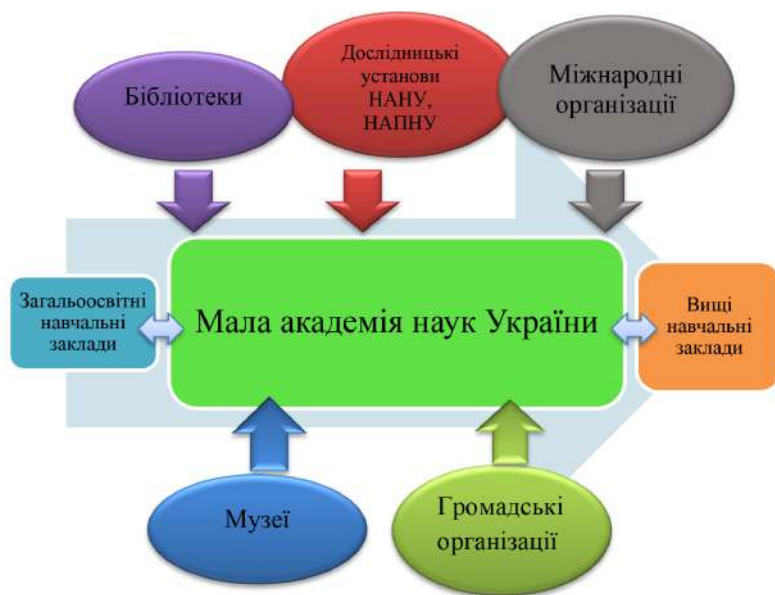 Бібліотеки
Дослідницькі
установи
НАНУ,
НАПНУ
Міжнародні
організації
Загальоосвітні
навчальні
заклади
Мала академія наук України
Вищі
навчальні
заклади
Музеї
Громадські
організації